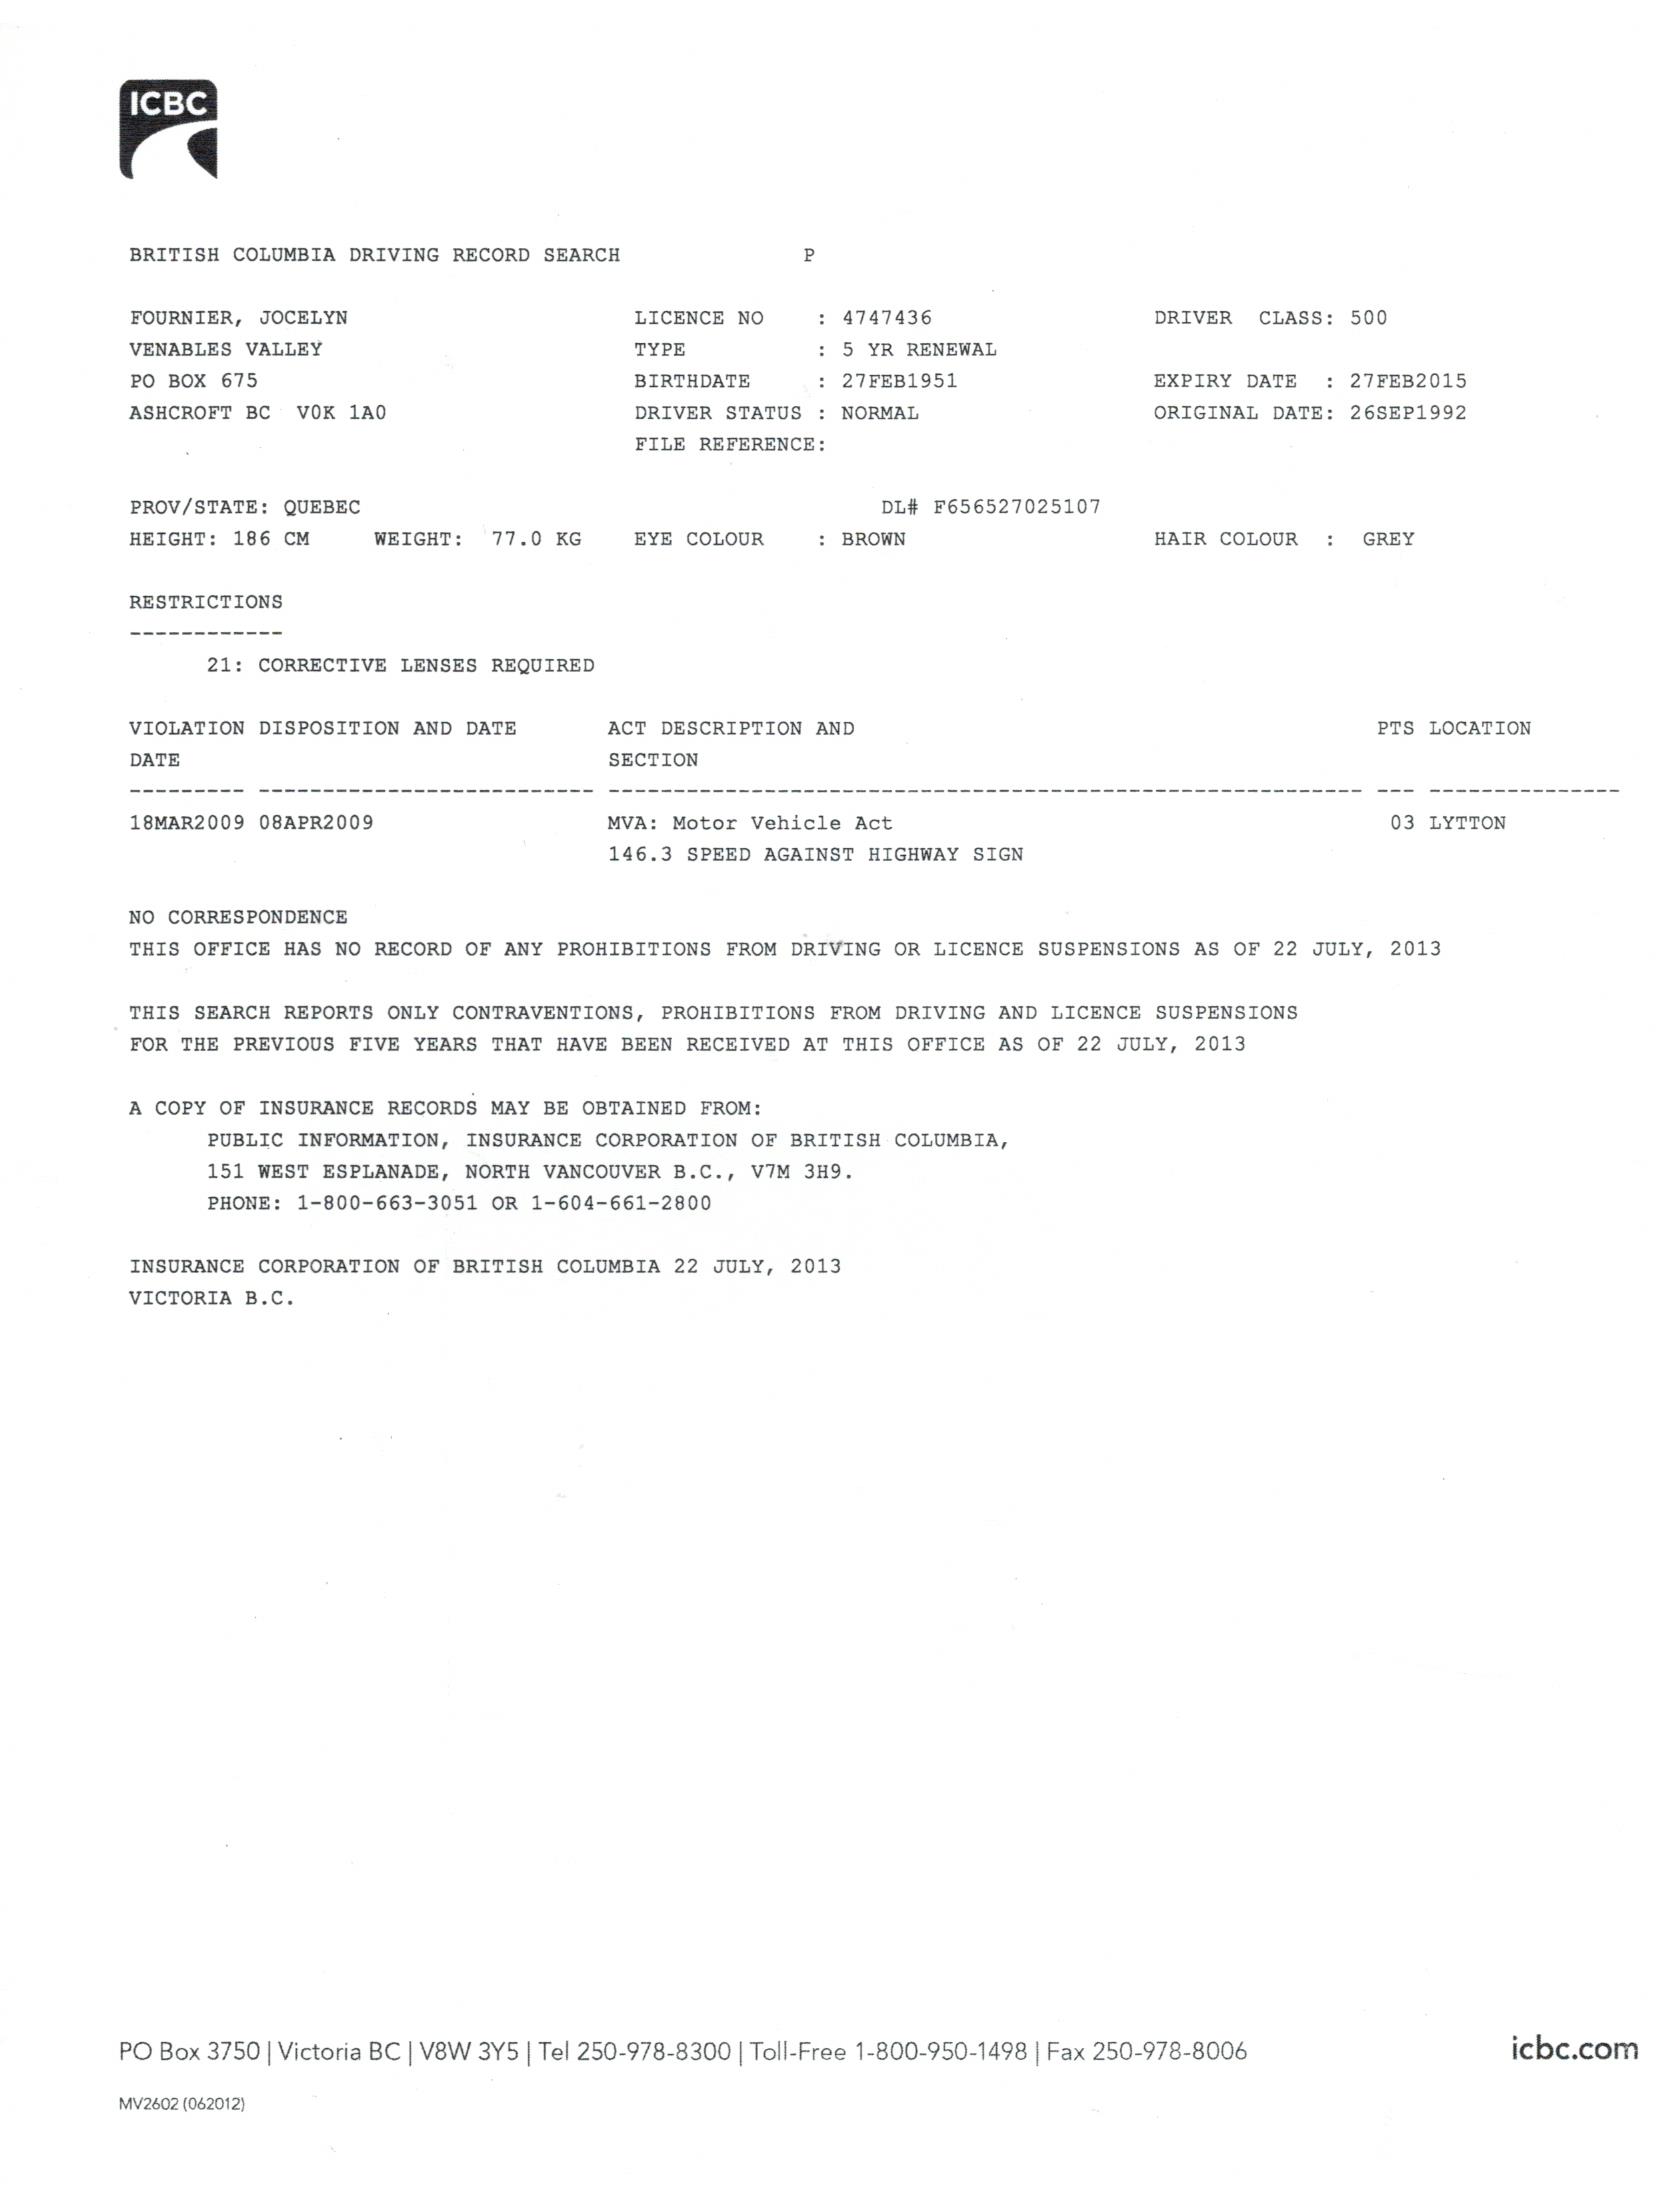 ICBC
BRITISH COLUMBIA DRIVING RECORD SEARCH P
FOURNIER, JOCELYN LICENCE NO : 4747436 DRIVER CLASS: 500
VENABLES VALLEY TYPE : 5 YR RENEWAL
PO BOX 675 BIRTHDATE : 27FEB1951 EXPIRY DATE : 27FEB2015
ASHCROFT BC V0K 1A0 DRIVER STATUS : NORMAL ORIGINAL DATE: 26SEP1992
FILE REFERENCE:
PROV/STATE: QUEBEC DL# F656527025107
HEIGHT: 186 CM WEIGHT: 77.0 KG EYE COLOUR : BROWN HAIR COLOUR : GREY
RESTRICTIONS
------------
21: CORRECTIVE LENSES REQUIRED
VIOLATION DISPOSITION AND DATE ACT DESCRIPTION AND PTS LOCATION
DATE SECTION
--------- -------------------------- ---------------------------------------------------------- --- ---------------
18MAR2009 08APR2009 MVA: Motor Vehicle Act 03 LYTTON
146.3 SPEED AGAINST HIGHWAY SIGN
NO CORRESPONDENCE
THIS OFFICE HAS NO RECORD OF ANY PROHIBITIONS FROM DRIVING OR LICENCE SUSPENSIONS AS OF 22 JULY, 2013
THIS SEARCH REPORTS ONLY CONTRAVENTIONS, PROHIBITIONS FROM DRIVING AND LICENCE SUSPENSIONS
FOR THE PREVIOUS FIVE YEARS THAT HAVE BEEN RECEIVED AT THIS OFFICE AS OF 22 JULY, 2013
A COPY OF INSURANCE RECORDS MAY BE OBTAINED FROM:
PUBLIC INFORMATION, INSURANCE CORPORATION OF BRITISH COLUMBIA,
151 WEST ESPLANADE, NORTH VANCOUVER B.C., V7M 3H9.
PHONE: 1-800-663-3051 OR 1-604-661-2800
INSURANCE CORPORATION OF BRITISH COLUMBIA 22 JULY, 2013
VICTORIA B.C.
PO Box 3750 | Victoria BC | V8W 3Y5 | Tel 250-978-8300 | Toll-Free 1-800-950-1498 | Fax 250-978-8006 icbc.com
MV2602 (062012)